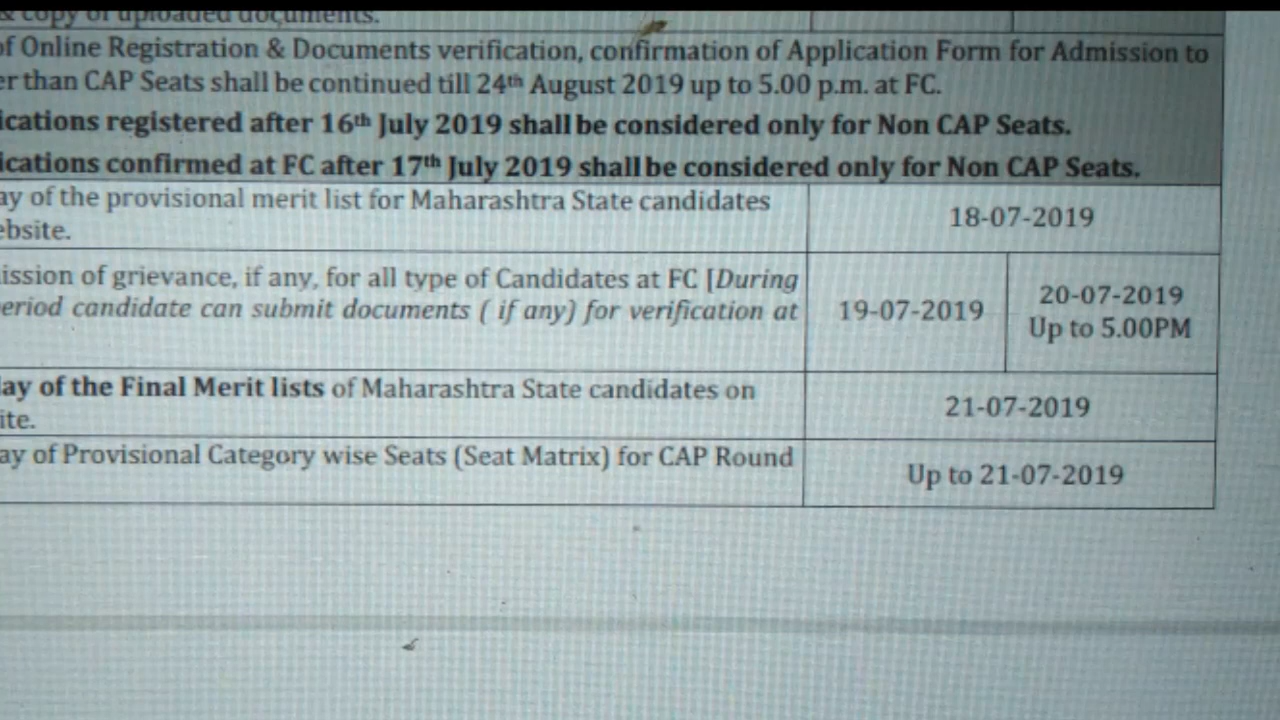 & copy of uploaded documents.
of Online Registration & Documents verification, confirmation of Application Form for Admission to
er than CAP Seats shall be continued till 24th August 2019 up to 5.00 p.m. at FC.
ications registered after 16th July 2019 shall be considered only for Non CAP Seats.
ications confirmed at FC after 17th July 2019 shall be considered only for Non CAP Seats.
ay of the provisional merit list for Maharashtra State candidates
ebsite.
18-07-2019
ission of grievance, if any, for all type of Candidates at FC [During
eriod candidate can submit documents ( if any) for verification at
19-07-2019
20-07-2019
Up to 5.00PM
lay of the Final Merit lists of Maharashtra State candidates on
ite.
21-07-2019
ay of Provisional Category wise Seats (Seat Matrix) for CAP Round
Up to 21-07-2019